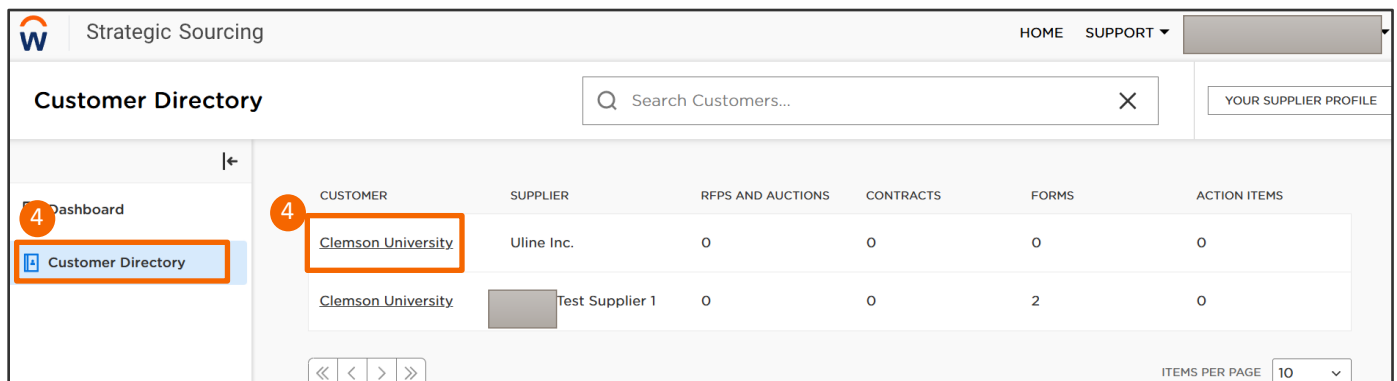 W Strategic Sourcing HOME SUPPORT
Customer Directory Search Customers... YOUR SUPPLIER PROFILE
CUSTOMER SUPPLIER RFPS AND AUCTIONS CONTRACTS FORMS ACTION ITEMS
4 Dashboard 4
Clemson University Uline Inc. 0 0 0 0
Customer Directory
Clemson University Test Supplier 1 0 0 2 0
ITEMS PER PAGE 10